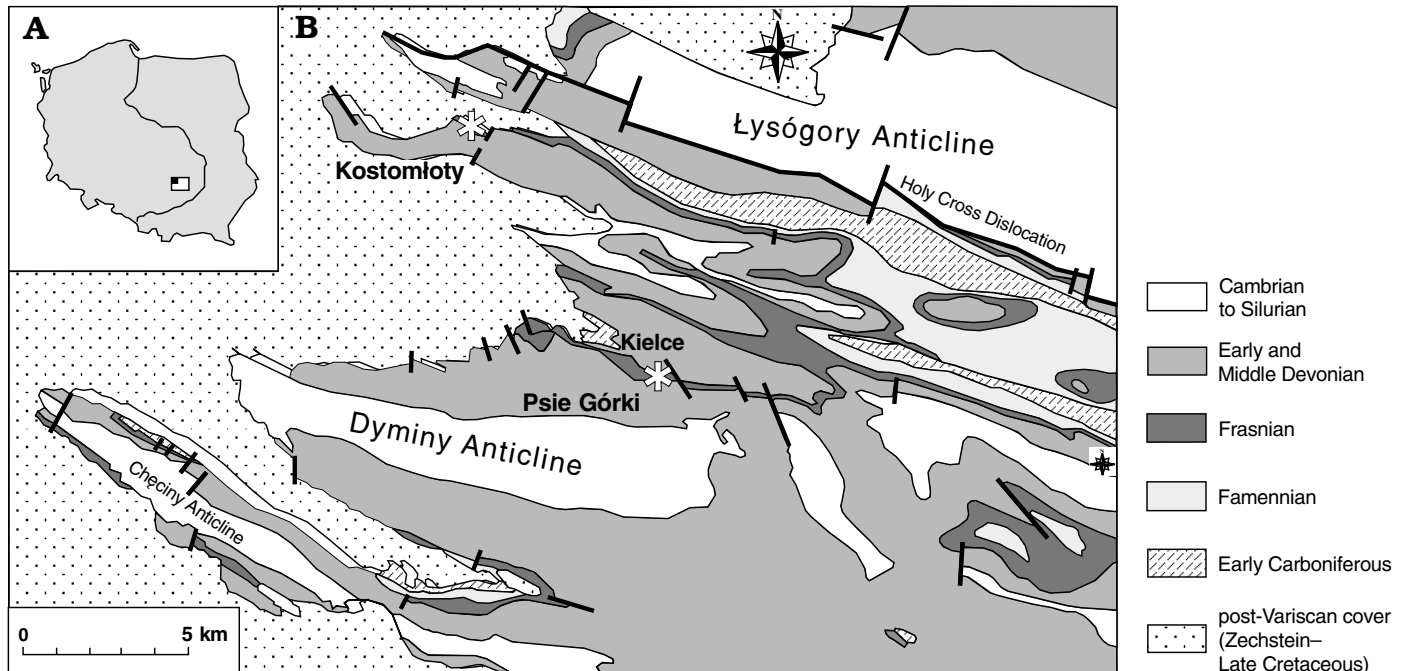 A
B
N
Łysógory Anticline
Kostomłoty
Holy Cross Dislocation
Kielce
Psie Górki
Dyminy Anticline
Chęciny Anticline
0 5 km
Cambrian
to Silurian
Early and
Middle Devonian
Frasnian
Famennian
Early Carboniferous
post-Variscan cover
(Zechstein–
Late Cretaceous)